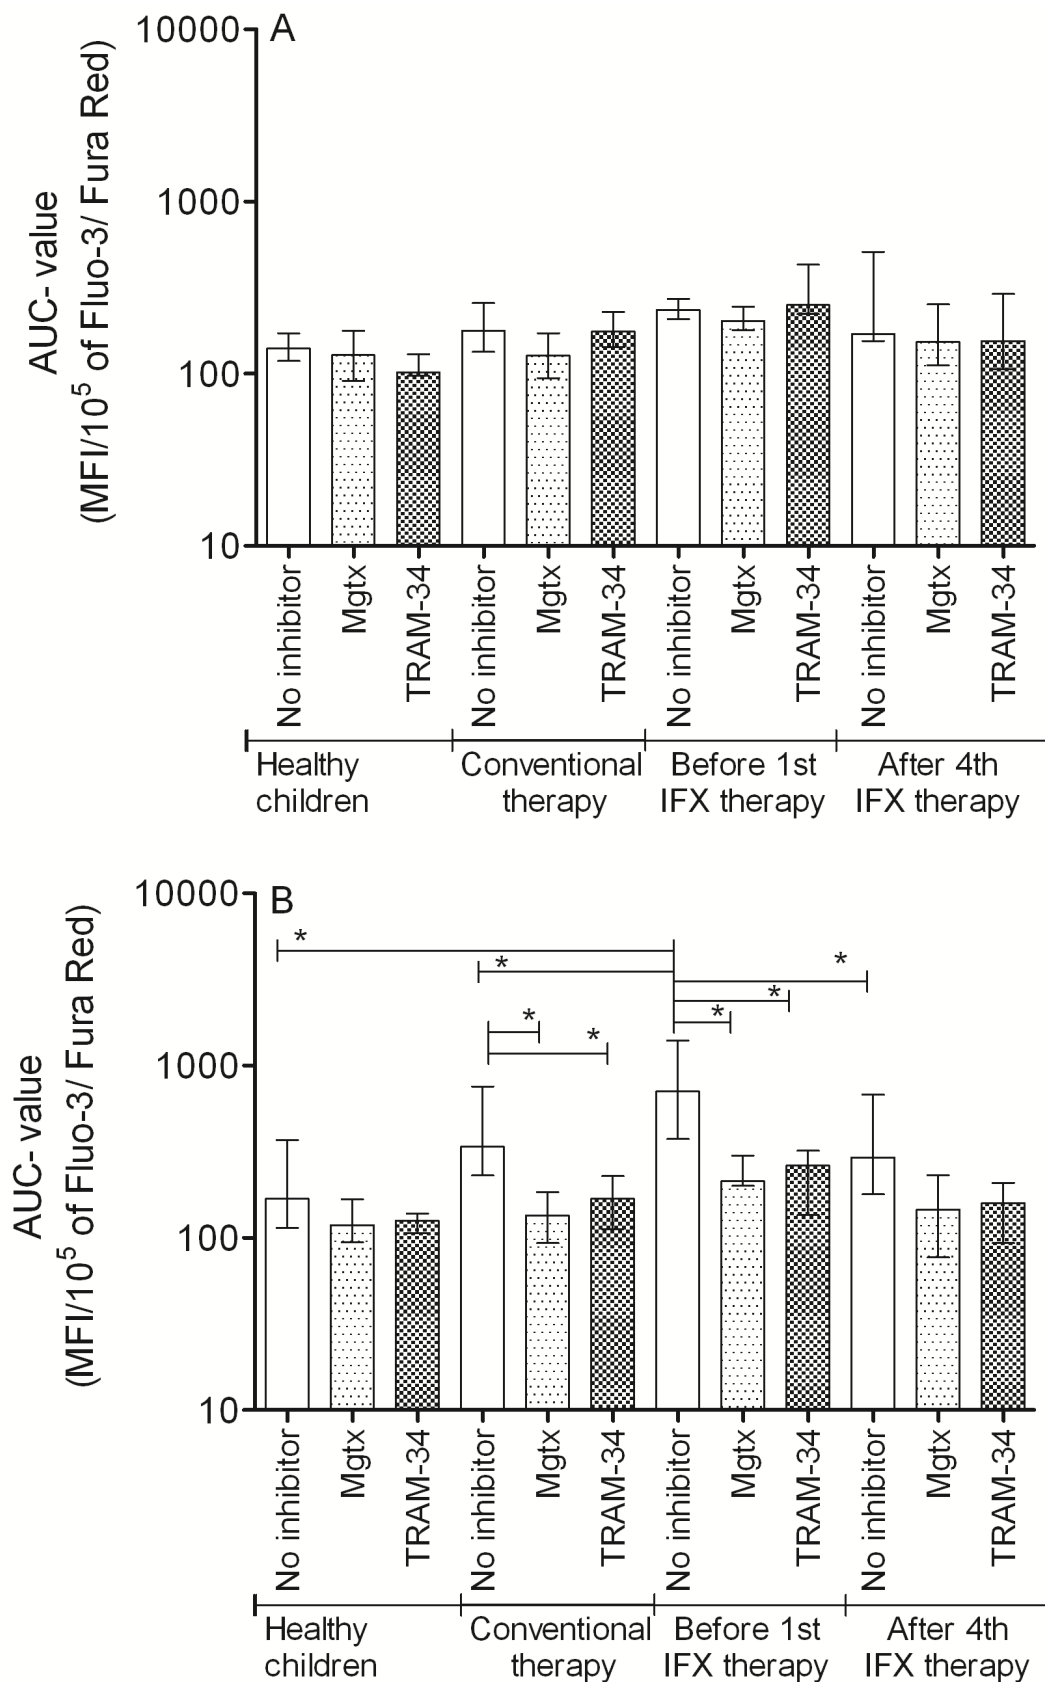 A
10000
1000
100
10
AUC- value
(MFI/10⁵ of Fluo-3/ Fura Red)
No inhibitor
Mgtx
TRAM-34
No inhibitor
Mgtx
TRAM-34
No inhibitor
Mgtx
TRAM-34
No inhibitor
Mgtx
TRAM-34
Healthy
children
Conventional
therapy
Before 1st
IFX therapy
After 4th
IFX therapy
B
10000
1000
100
10
AUC- value
(MFI/10⁵ of Fluo-3/ Fura Red)
*
*
*
*
*
*
*
No inhibitor
Mgtx
TRAM-34
No inhibitor
Mgtx
TRAM-34
No inhibitor
Mgtx
TRAM-34
No inhibitor
Mgtx
TRAM-34
Healthy
children
Conventional
therapy
Before 1st
IFX therapy
After 4th
IFX therapy